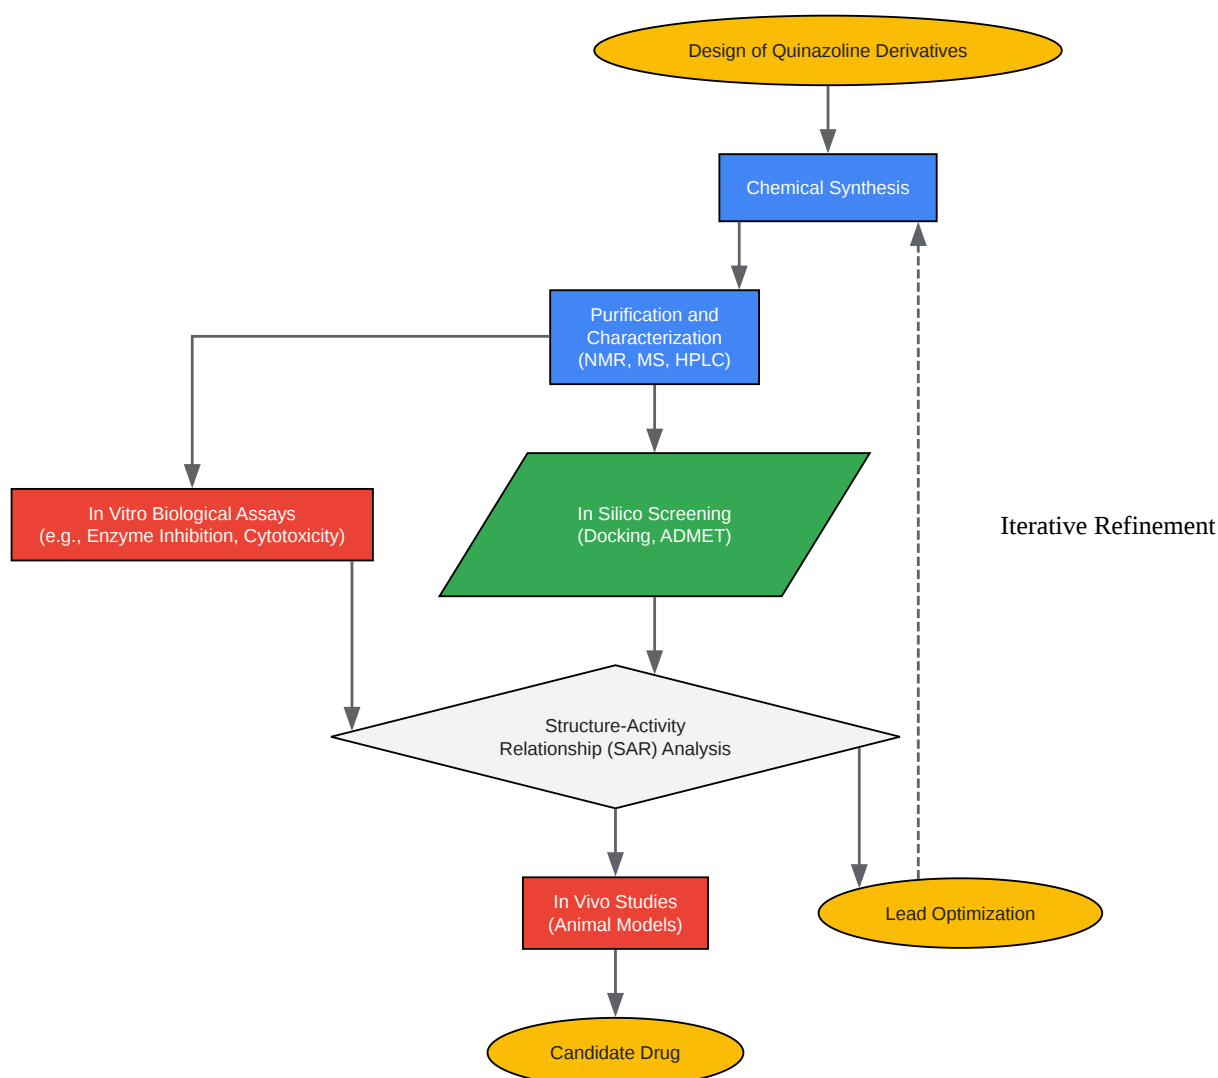 Design of Quinazoline Derivatives
Chemical Synthesis
Purification and
Characterization
(NMR, MS, HPLC)
In Vitro Biological Assays
(e.g., Enzyme Inhibition, Cytotoxicity)
In Silico Screening
(Docking, ADMET)
Iterative Refinement
Structure-Activity
Relationship (SAR) Analysis
In Vivo Studies
(Animal Models)
Lead Optimization
Candidate Drug